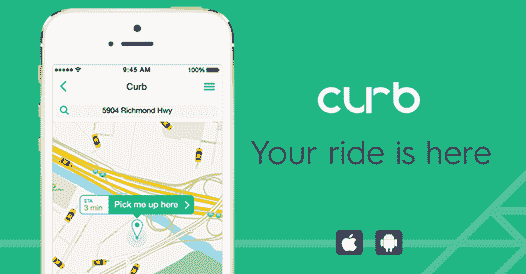 9:45 AM
100%
Curb
5904 Richmond Hwy
ETA
3 min
Pick me up here
curb
Your ride is here